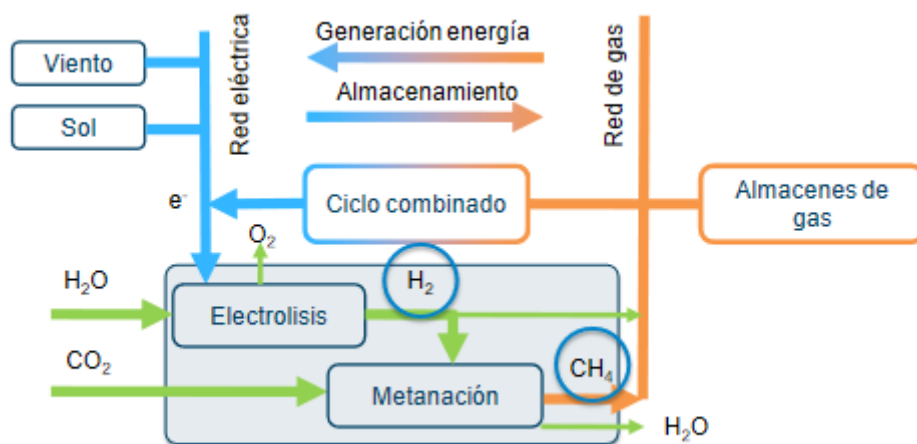 Generación energía
Viento
Red eléctrica
Red de gas
Almacenamiento
Sol
e-
Ciclo combinado
Almacenes de
gas
O₂
H₂O
H₂
Electrolisis
CO₂
CH₄
Metanación
H₂O